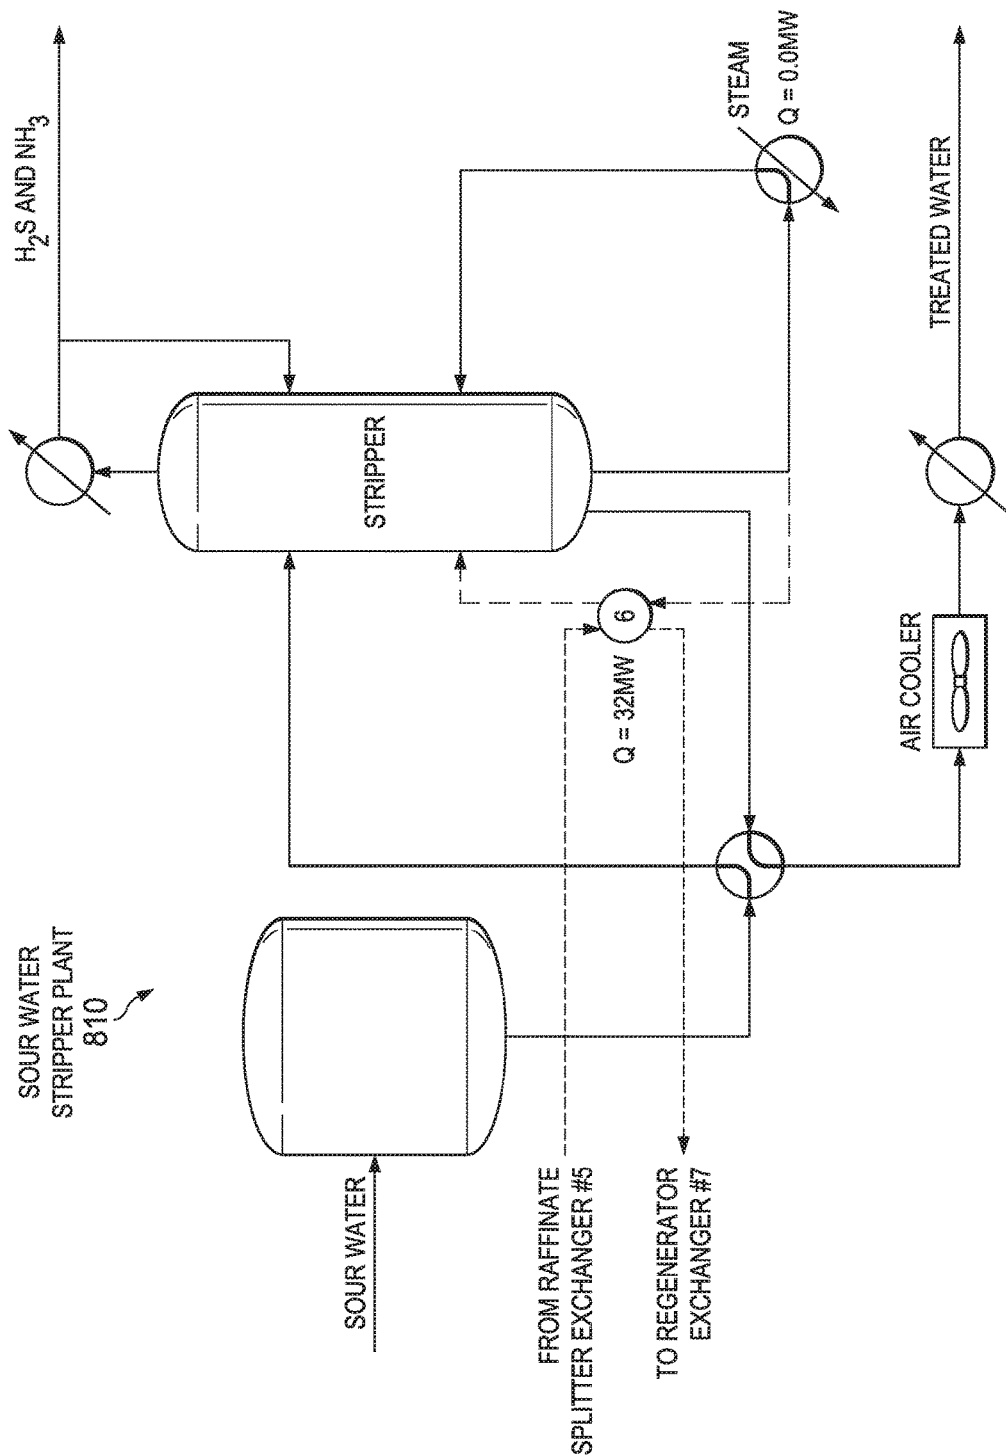 SOUR WATER
STRIPPER PLANT
810
SOUR WATER
FROM RAFFINATE
SPLITTER EXCHANGER #5
TO REGENERATOR
EXCHANGER #7
Q = 32MW
6
STRIPPER
AIR COOLER
H2S AND NH3
STEAM
Q = 0.0MW
TREATED WATER